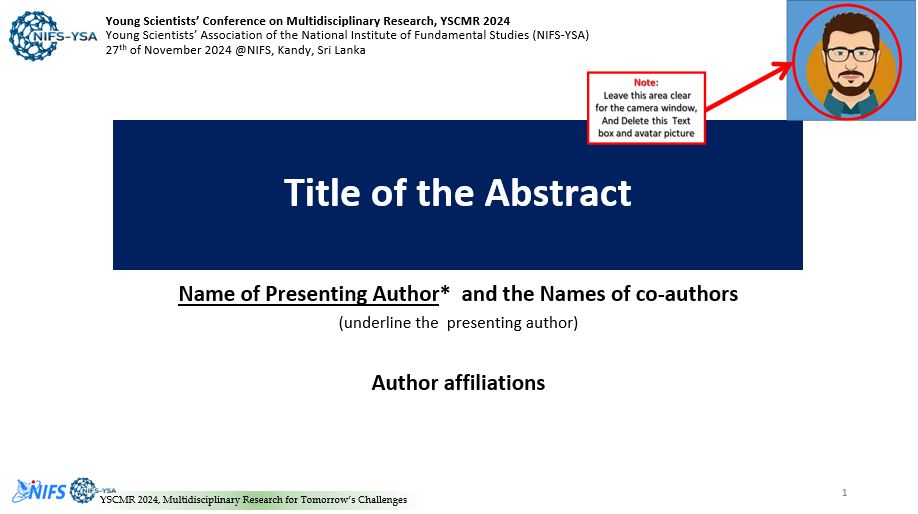 NIFS-YSA
Young Scientists’ Conference on Multidisciplinary Research, YSCMR 2024
Young Scientists’ Association of the National Institute of Fundamental Studies (NIFS-YSA)
27th of November 2024 @NIFS, Kandy, Sri Lanka
Note:
Leave this area clear
for the camera window,
And Delete this Text
box and avatar picture
Title of the Abstract
Name of Presenting Author* and the Names of co-authors
(underline the presenting author)
Author affiliations
NIFS
NIFS-YSA
YSCMR 2024, Multidisciplinary Research for Tomorrow’s Challenges
1